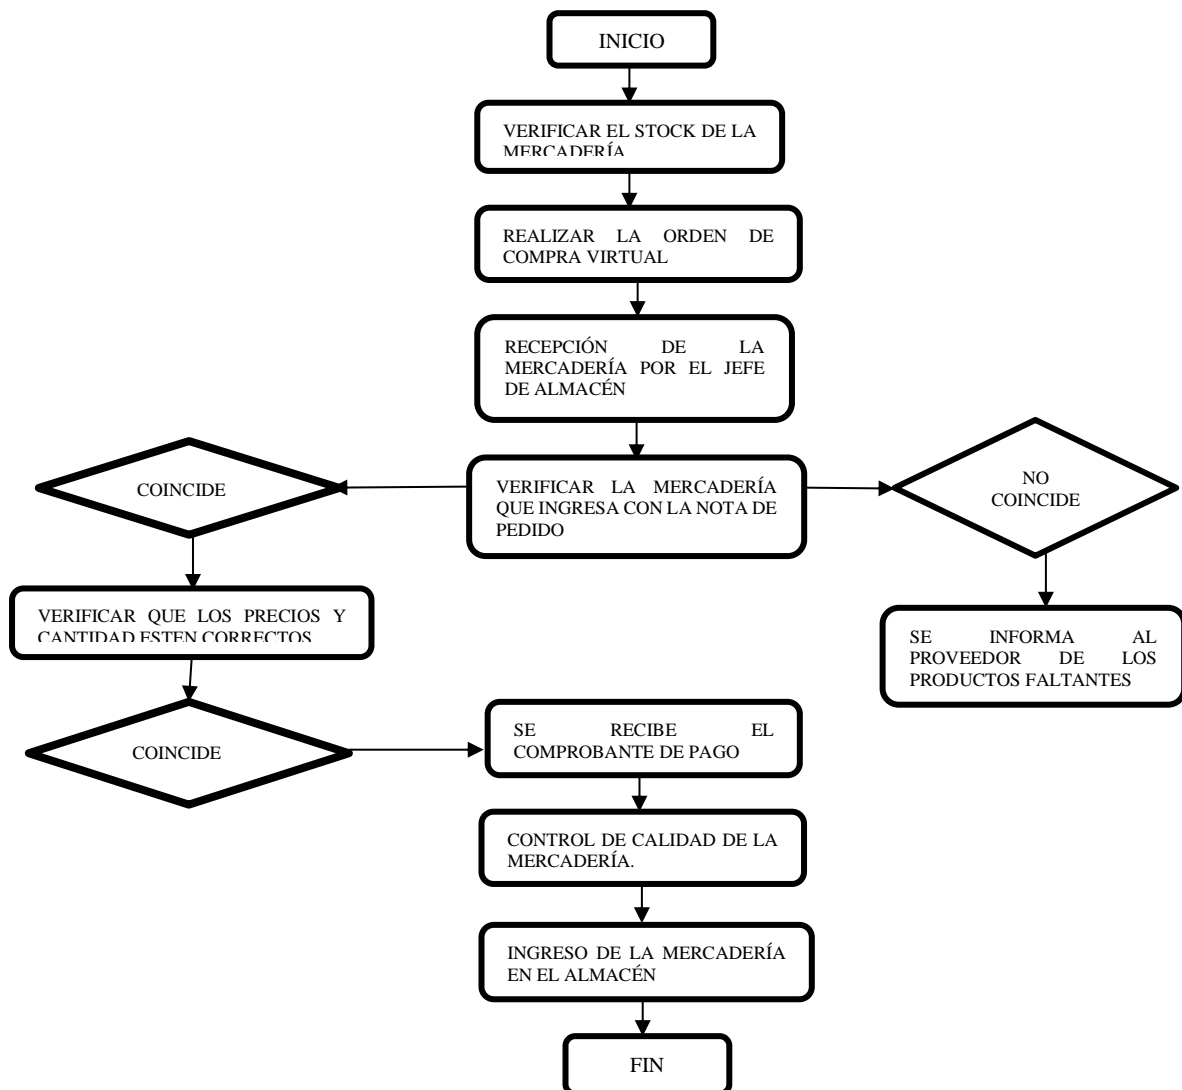 INICIO
VERIFICAR EL STOCK DE LA
MERCADERÍA
REALIZAR LA ORDEN DE
COMPRA VIRTUAL
RECEPCIÓN DE LA
MERCADERÍA POR EL JEFE
DE ALMACÉN
COINCIDE
VERIFICAR LA MERCADERÍA
QUE INGRESA CON LA NOTA DE
PEDIDO
NO
COINCIDE
VERIFICAR QUE LOS PRECIOS Y
CANTIDAD ESTEN CORRECTOS
SE INFORMA AL
PROVEEDOR DE LOS
PRODUCTOS FALTANTES
COINCIDE
SE RECIBE EL
COMPROBANTE DE PAGO
CONTROL DE CALIDAD DE LA
MERCADERÍA.
INGRESO DE LA MERCADERÍA
EN EL ALMACÉN
FIN